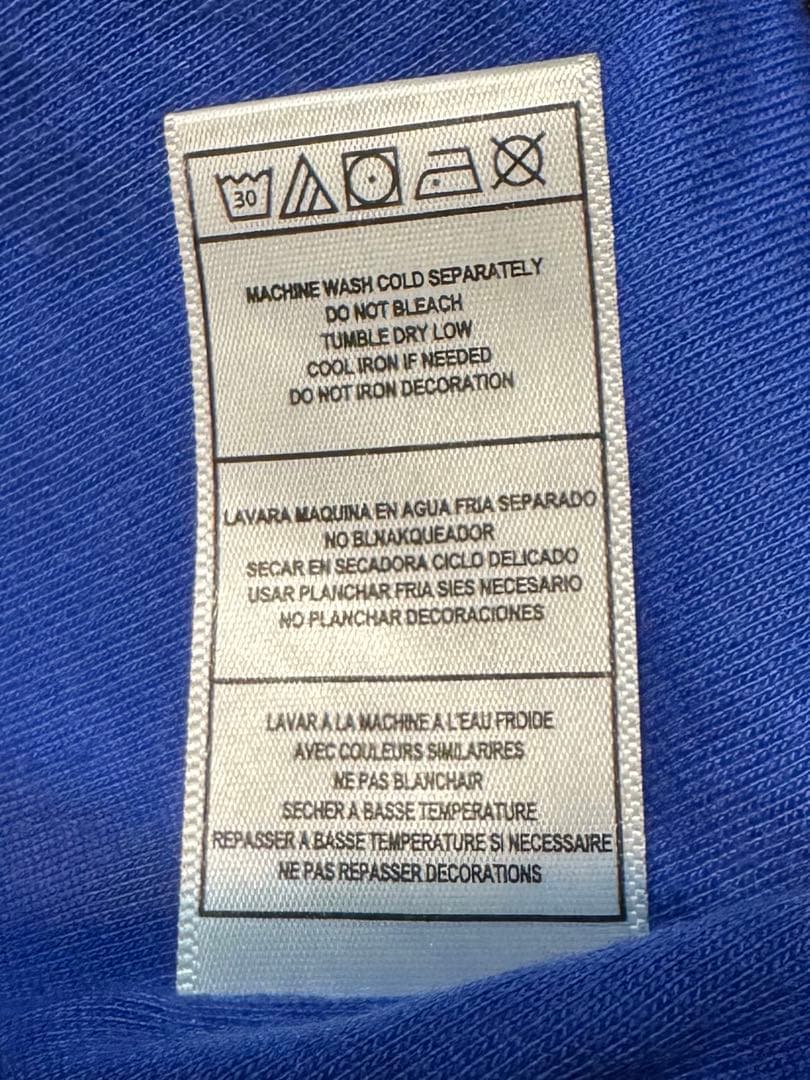 30
MACHINE WASH COLD SEPARATELY
DO NOT BLEACH
TUMBLE DRY LOW
COOL IRON IF NEEDED
DO NOT IRON DECORATION
LAVARA MAQUINA EN AGUA FRIA SEPARADO
NO BLNAKQUEADOR
SECAR EN SECADORA CICLO DELICADO
USAR PLANCHAR FRIA SIES NECESARIO
NO PLANCHAR DECORACIONES
LAVAR A LA MACHINE A L'EAU FROIDE
AVEC COULEURS SIMILARIRES
NE PAS BLANCHAIR
SECHER A BASSE TEMPERATURE
REPASSER A BASSE TEMPERATURE SI NECESSAIRE
NE PAS REPASSER DECORATIONS